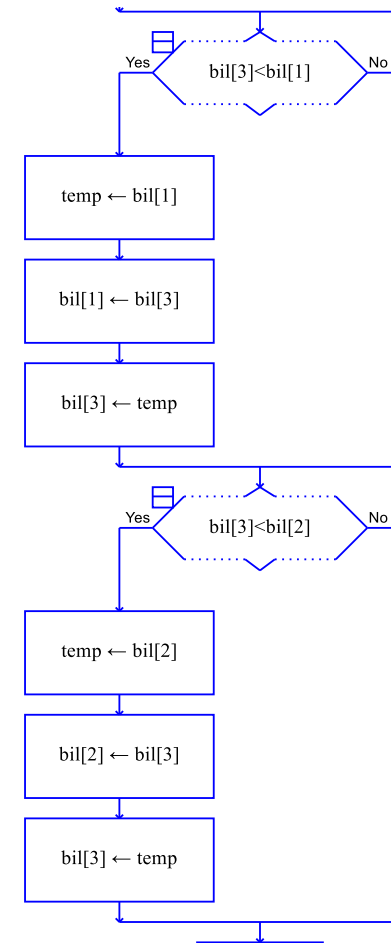 bil[3]<bil[1]
Yes
No
temp ← bil[1]
bil[1] ← bil[3]
bil[3] ← temp
bil[3]<bil[2]
Yes
No
temp ← bil[2]
bil[2] ← bil[3]
bil[3] ← temp